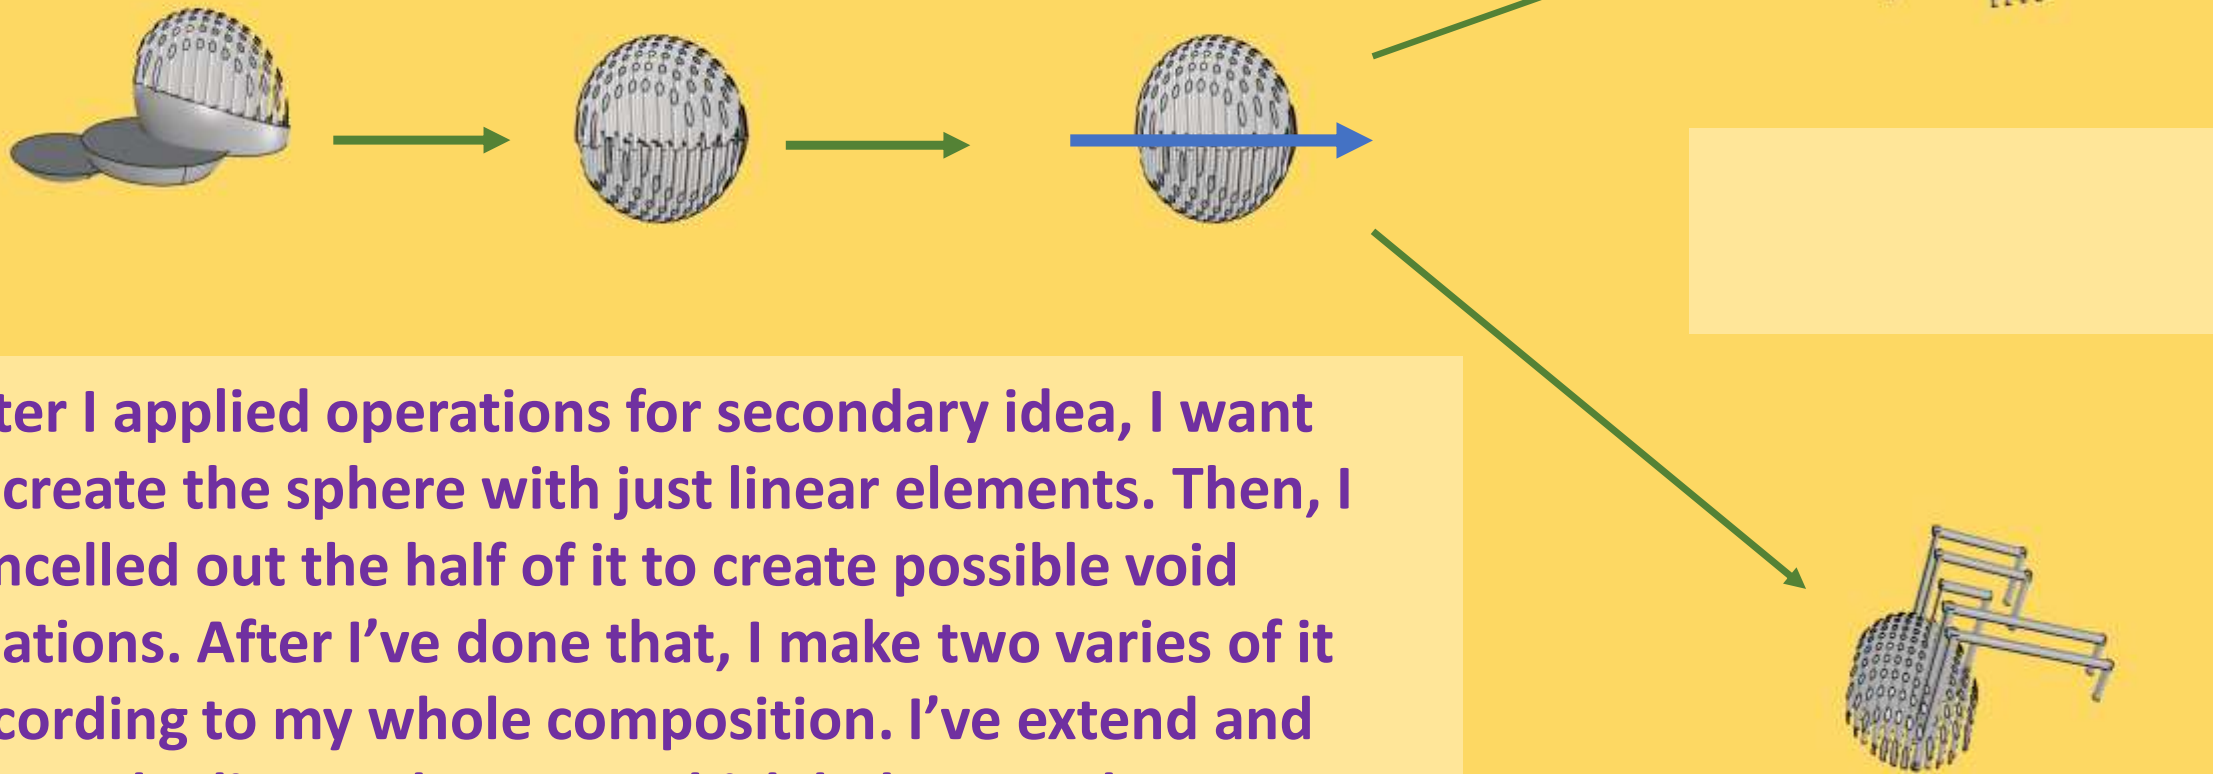 ter I applied operations for secondary idea, I want
create the sphere with just linear elements. Then, I
ncelled out the half of it to create possible void
ations. After I’ve done that, I make two varies of it
cording to my whole composition. I’ve extend and